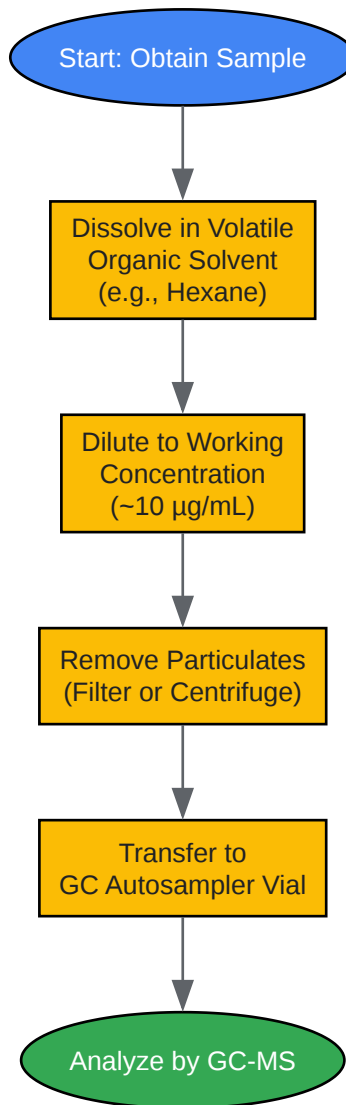 Start: Obtain Sample
Dissolve in Volatile
Organic Solvent
(e.g., Hexane)
Dilute to Working
Concentration
(~10 µg/mL)
Remove Particulates
(Filter or Centrifuge)
Transfer to
GC Autosampler Vial
Analyze by GC-MS